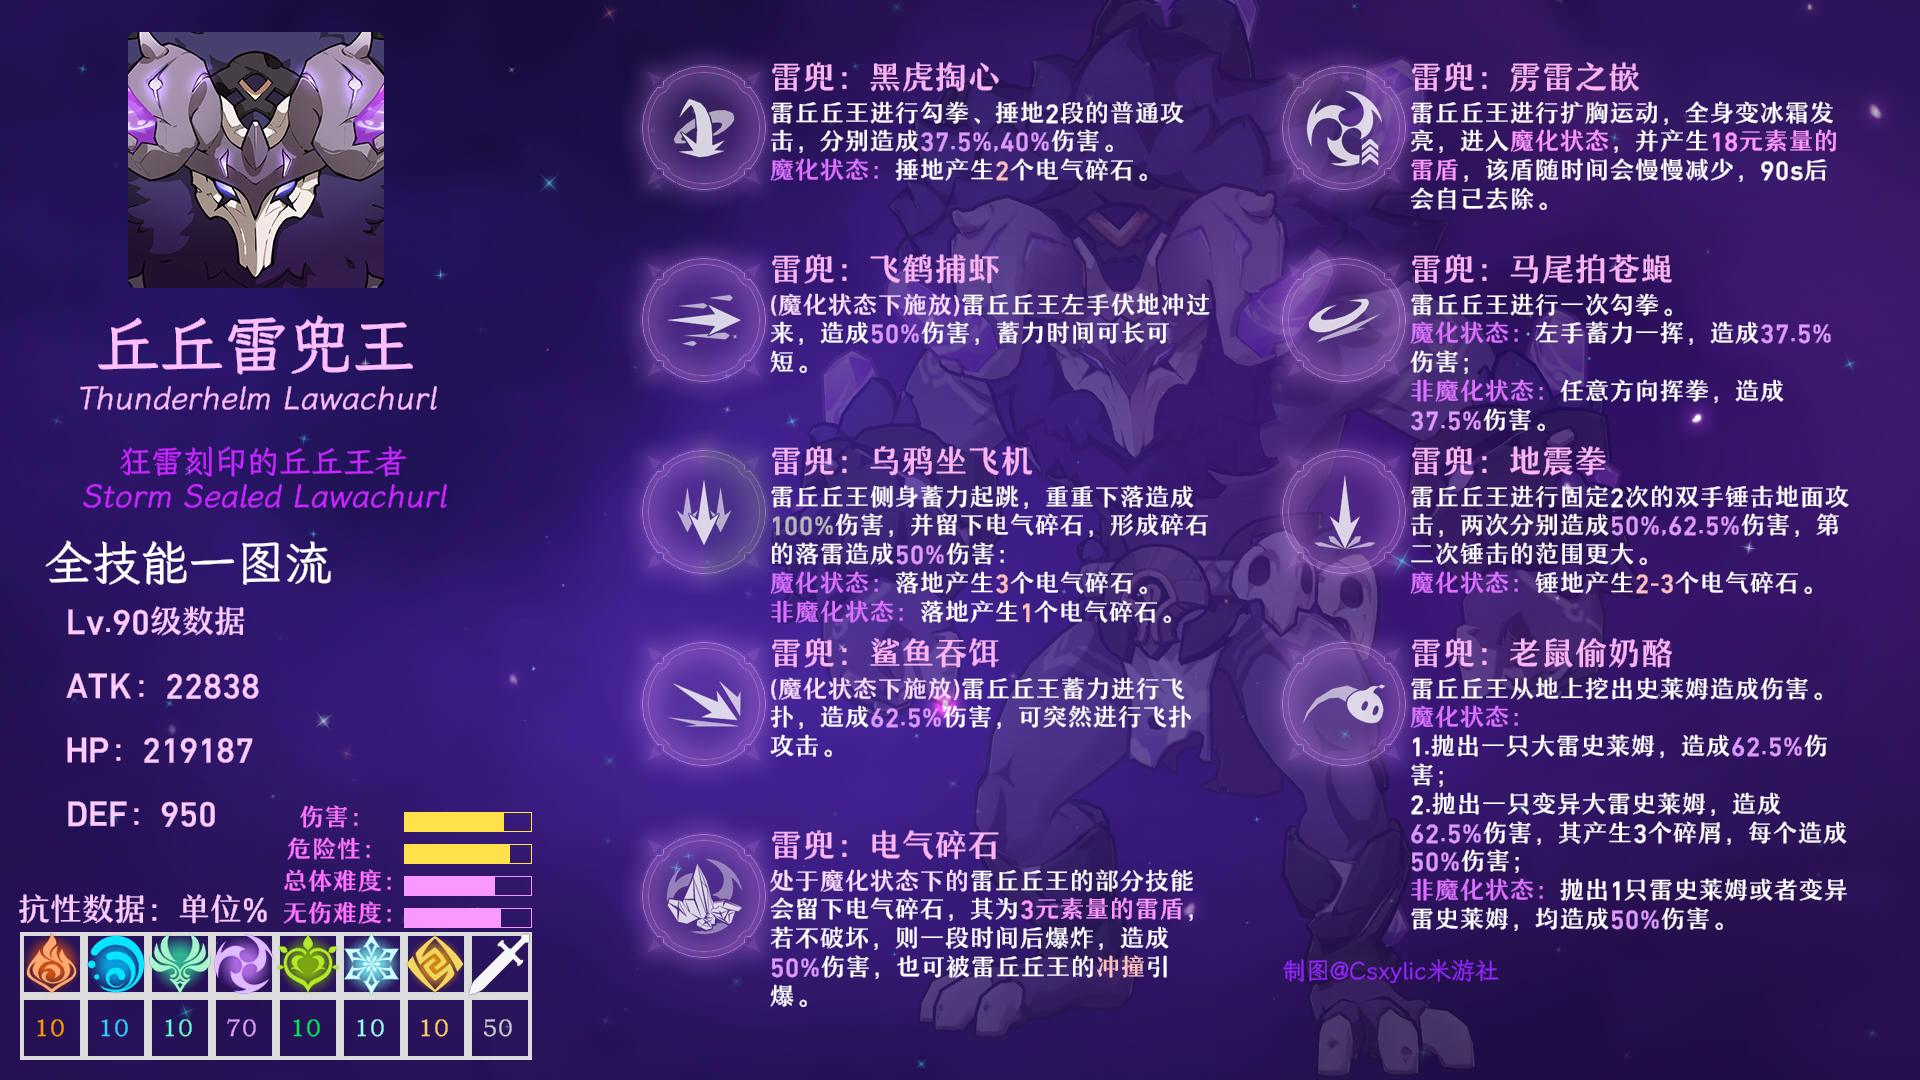 丘丘雷兜王
Thunderhelm Lawachurl
狂雷刻印的丘丘王者
Storm Sealed Lawachurl
全技能一图流
Lv.90级数据
ATK：22838
HP：219187
DEF：950
伤害：
危险性：
总体难度：
无伤难度：
抗性数据：单位%
10 10 10 70 10 10 10 50
雷兜：黑虎掏心
雷丘丘王进行勾拳、捶地2段的普通攻
击，分别造成37.5%,40%伤害。
魔化状态：捶地产生2个电气碎石。
雷兜：飞鹤捕虾
(魔化状态下施放)雷丘丘王左手伏地冲过
来，造成50%伤害，蓄力时间可长可
短。
雷兜：乌鸦坐飞机
雷丘丘王侧身蓄力起跳，重重下落造成
100%伤害，并留下电气碎石，形成碎石
的落雷造成50%伤害：
魔化状态：落地产生3个电气碎石。
非魔化状态：落地产生1个电气碎石。
雷兜：鲨鱼吞饵
(魔化状态下施放)雷丘丘王蓄力进行飞
扑，造成62.5%伤害，可突然进行飞扑
攻击。
雷兜：电气碎石
处于魔化状态下的雷丘丘王的部分技能
会留下电气碎石，其为3元素量的雷盾，
若不破坏，则一段时间后爆炸，造成
50%伤害，也可被雷丘丘王的冲撞引
爆。
雷兜：雳雷之嵌
雷丘丘王进行扩胸运动，全身变冰霜发
亮，进入魔化状态，并产生18元素量的
雷盾，该盾随时间会慢慢减少，90s后
会自己去除。
雷兜：马尾拍苍蝇
雷丘丘王进行一次勾拳。
魔化状态：左手蓄力一挥，造成37.5%
伤害；
非魔化状态：任意方向挥拳，造成
37.5%伤害。
雷兜：地震拳
雷丘丘王进行固定2次的双手锤击地面攻
击，两次分别造成50%,62.5%伤害，第
二次锤击的范围更大。
魔化状态：锤地产生2-3个电气碎石。
雷兜：老鼠偷奶酪
雷丘丘王从地上挖出史莱姆造成伤害。
魔化状态：
1.抛出一只大雷史莱姆，造成62.5%伤
害；
2.抛出一只变异大雷史莱姆，造成
62.5%伤害，其产生3个碎屑，每个造成
50%伤害；
非魔化状态：抛出1只雷史莱姆或者变异
雷史莱姆，均造成50%伤害。
制图@Csxylic米游社